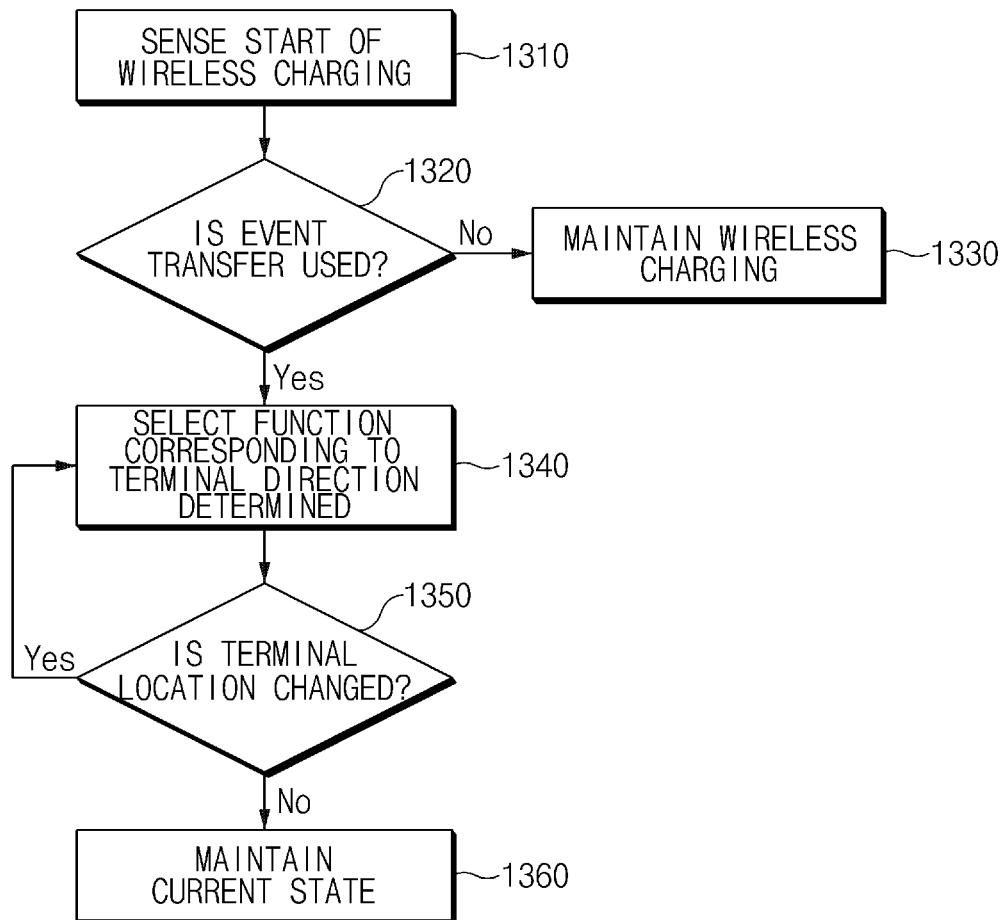 SENSE START OF
WIRELESS CHARGING
1310
1320
IS EVENT
TRANSFER USED?
No
MAINTAIN WIRELESS
CHARGING
1330
Yes
SELECT FUNCTION
CORRESPONDING TO
TERMINAL DIRECTION
DETERMINED
1340
1350
IS TERMINAL
LOCATION CHANGED?
Yes
No
MAINTAIN
CURRENT STATE
1360